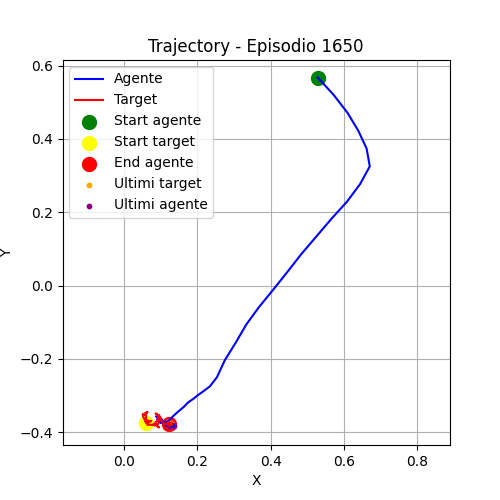 Trajectory - Episodio 1650
Agente
Target
Start agente
Start target
End agente
Ultimi target
Ultimi agente
0.6
0.4
0.2
0.0
−0.2
−0.4
Y
0.0
0.2
0.4
0.6
0.8
X